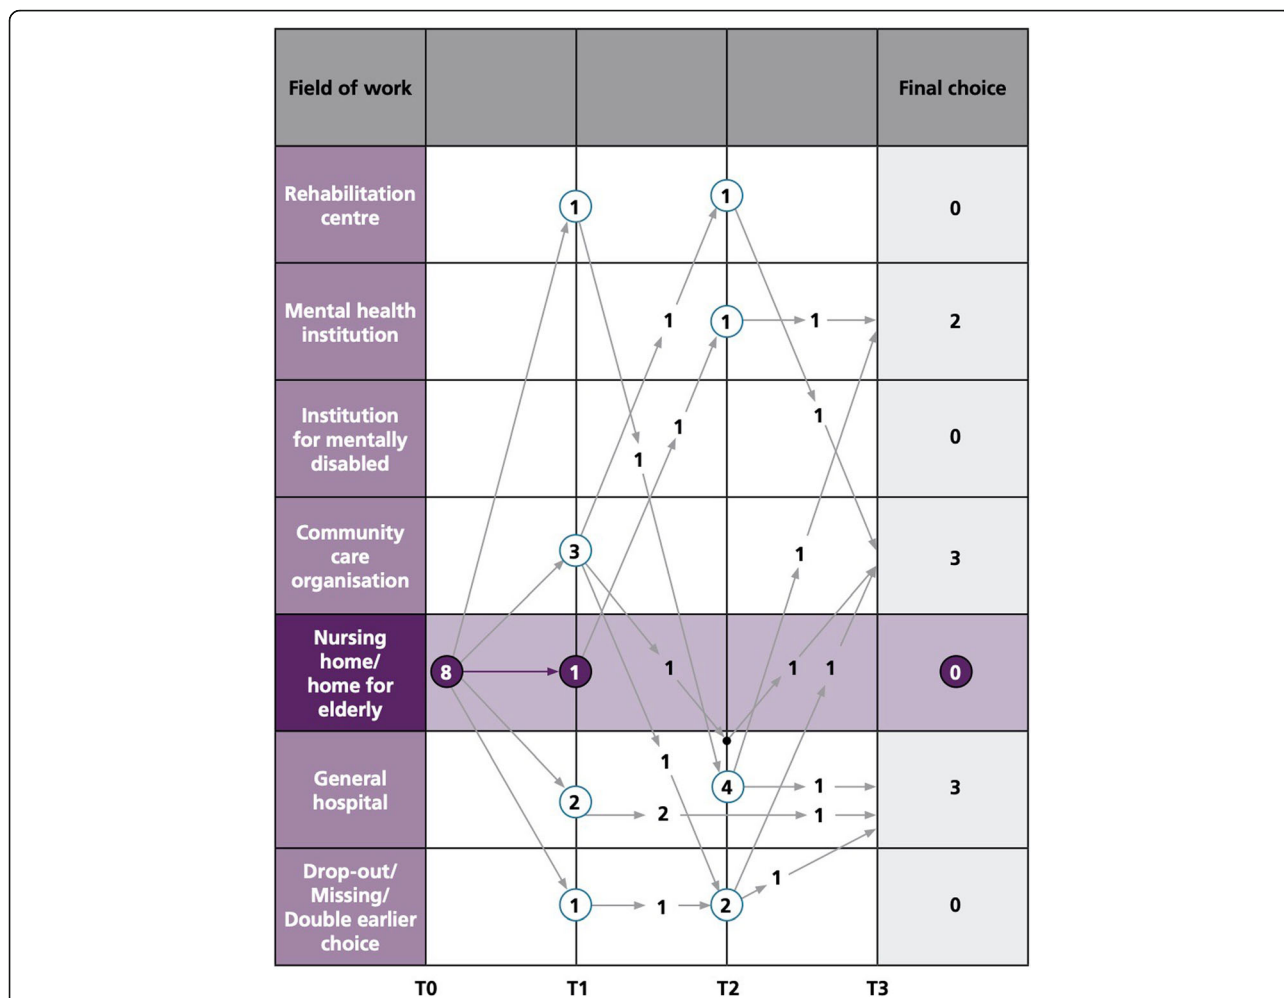 Field of work
Final choice
Rehabilitation
centre
1
1
0
Mental health
institution
1
1
1
2
Institution
for mentally
disabled
1
1
1
0
Community
care
organisation
3
1
3
Nursing
home/
home for
elderly
8
1
1
1
1
0
General
hospital
1
4
1
2
2
1
3
Drop-out/
Missing/
Double earlier
choice
1
1
2
1
0
T0
T1
T2
T3